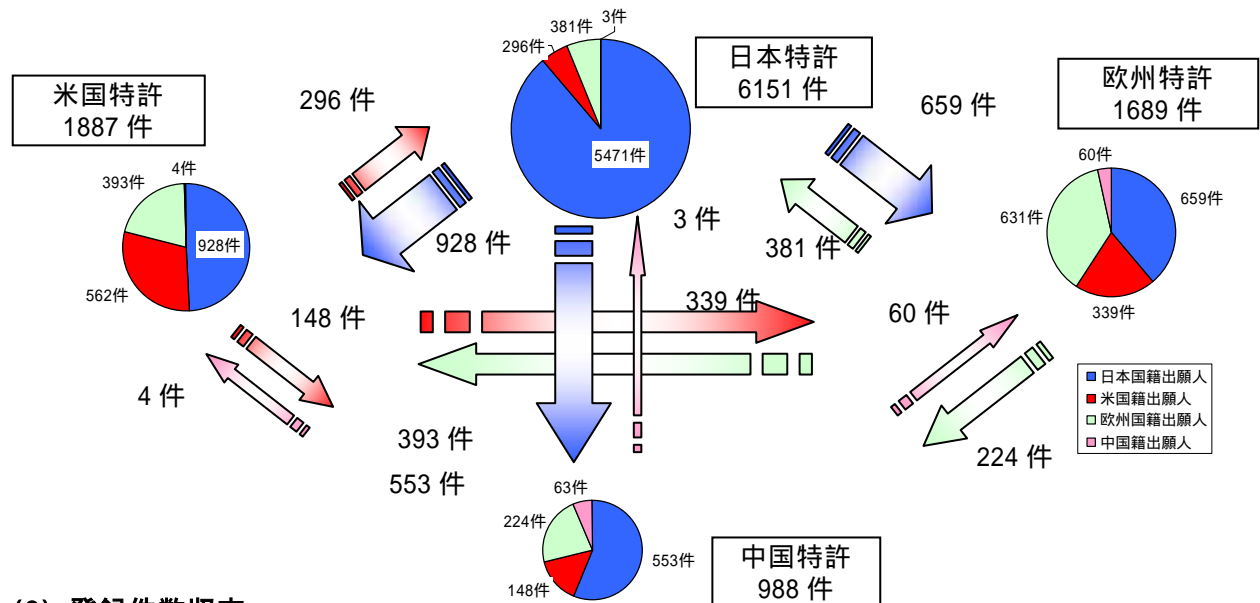 381件
3件
296件
5471件
日本特許
6151 件
米国特許
1887 件
欧州特許
1689 件
296 件
659 件
4件
393件
928件
562件
60件
631件
659件
339件
928 件
3 件
381 件
148 件
339 件
60 件
4 件
393 件
553 件
224 件
日本国籍出願人
米国籍出願人
欧州国籍出願人
中国籍出願人
63件
224件
553件
148件
中国特許
988 件